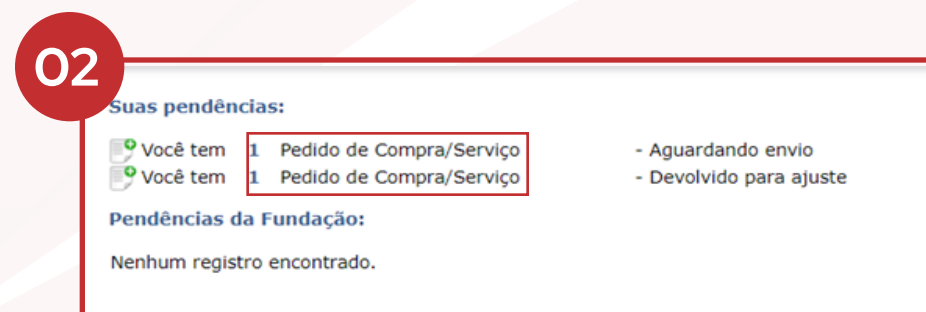 02
Suas pendências:
Você tem 1 Pedido de Compra/Serviço - Aguardando envio
Você tem 1 Pedido de Compra/Serviço - Devolvido para ajuste
Pendências da Fundação:
Nenhum registro encontrado.